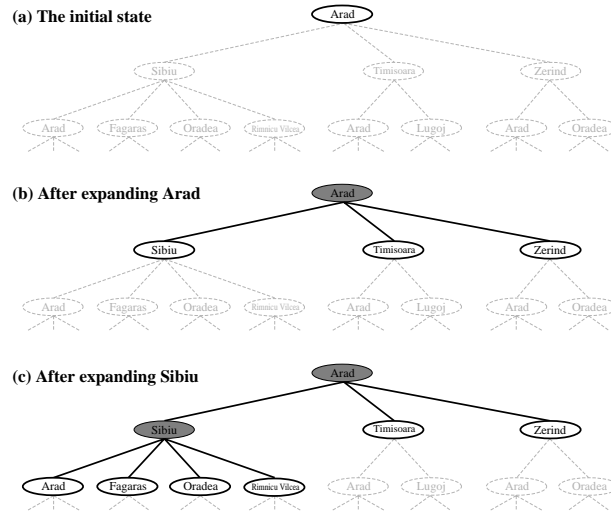 (a) The initial state
Arad
Sibiu Timisoara Zerind
Arad Fagaras Oradea Rimnicu Vilcea Arad Lugoj Arad Oradea
(b) After expanding Arad
Arad
Sibiu Timisoara Zerind
Arad Fagaras Oradea Rimnicu Vilcea Arad Lugoj Arad Oradea
(c) After expanding Sibiu
Arad
Sibiu Timisoara Zerind
Arad Fagaras Oradea Rimnicu Vilcea Arad Lugoj Arad Oradea